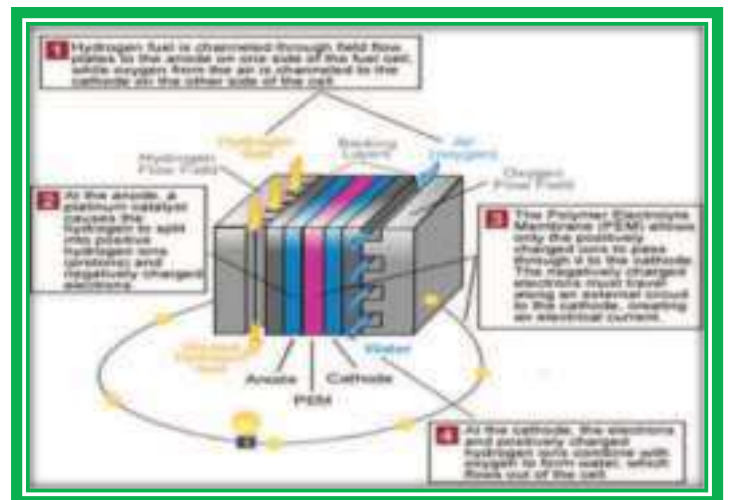 1 Hydrogen fuel is channeled through field flow
plates to the anode on one side of the fuel cell,
while oxygen from the air is channeled to the
cathode on the other side of the cell.
Hydrogen
Backing
Layers
Air
(oxygen)
Hydrogen
Flow Field
Oxygen
Flow Field
2 At the anode, a
platinum catalyst
causes the
hydrogen to split
into positive
hydrogen ions
(protons) and
negatively charged
electrons.
3 The Polymer Electrolyte
Membrane (PEM) allows
only the positively
charged ions to pass
through it to the cathode.
The negatively charged
electrons must travel
along an external circuit
to the cathode, creating
an electrical current.
Water
Anode
Cathode
PEM
4 At the cathode, the electrons
and positively charged
hydrogen ions combine with
oxygen to form water, which
flows out of the cell.